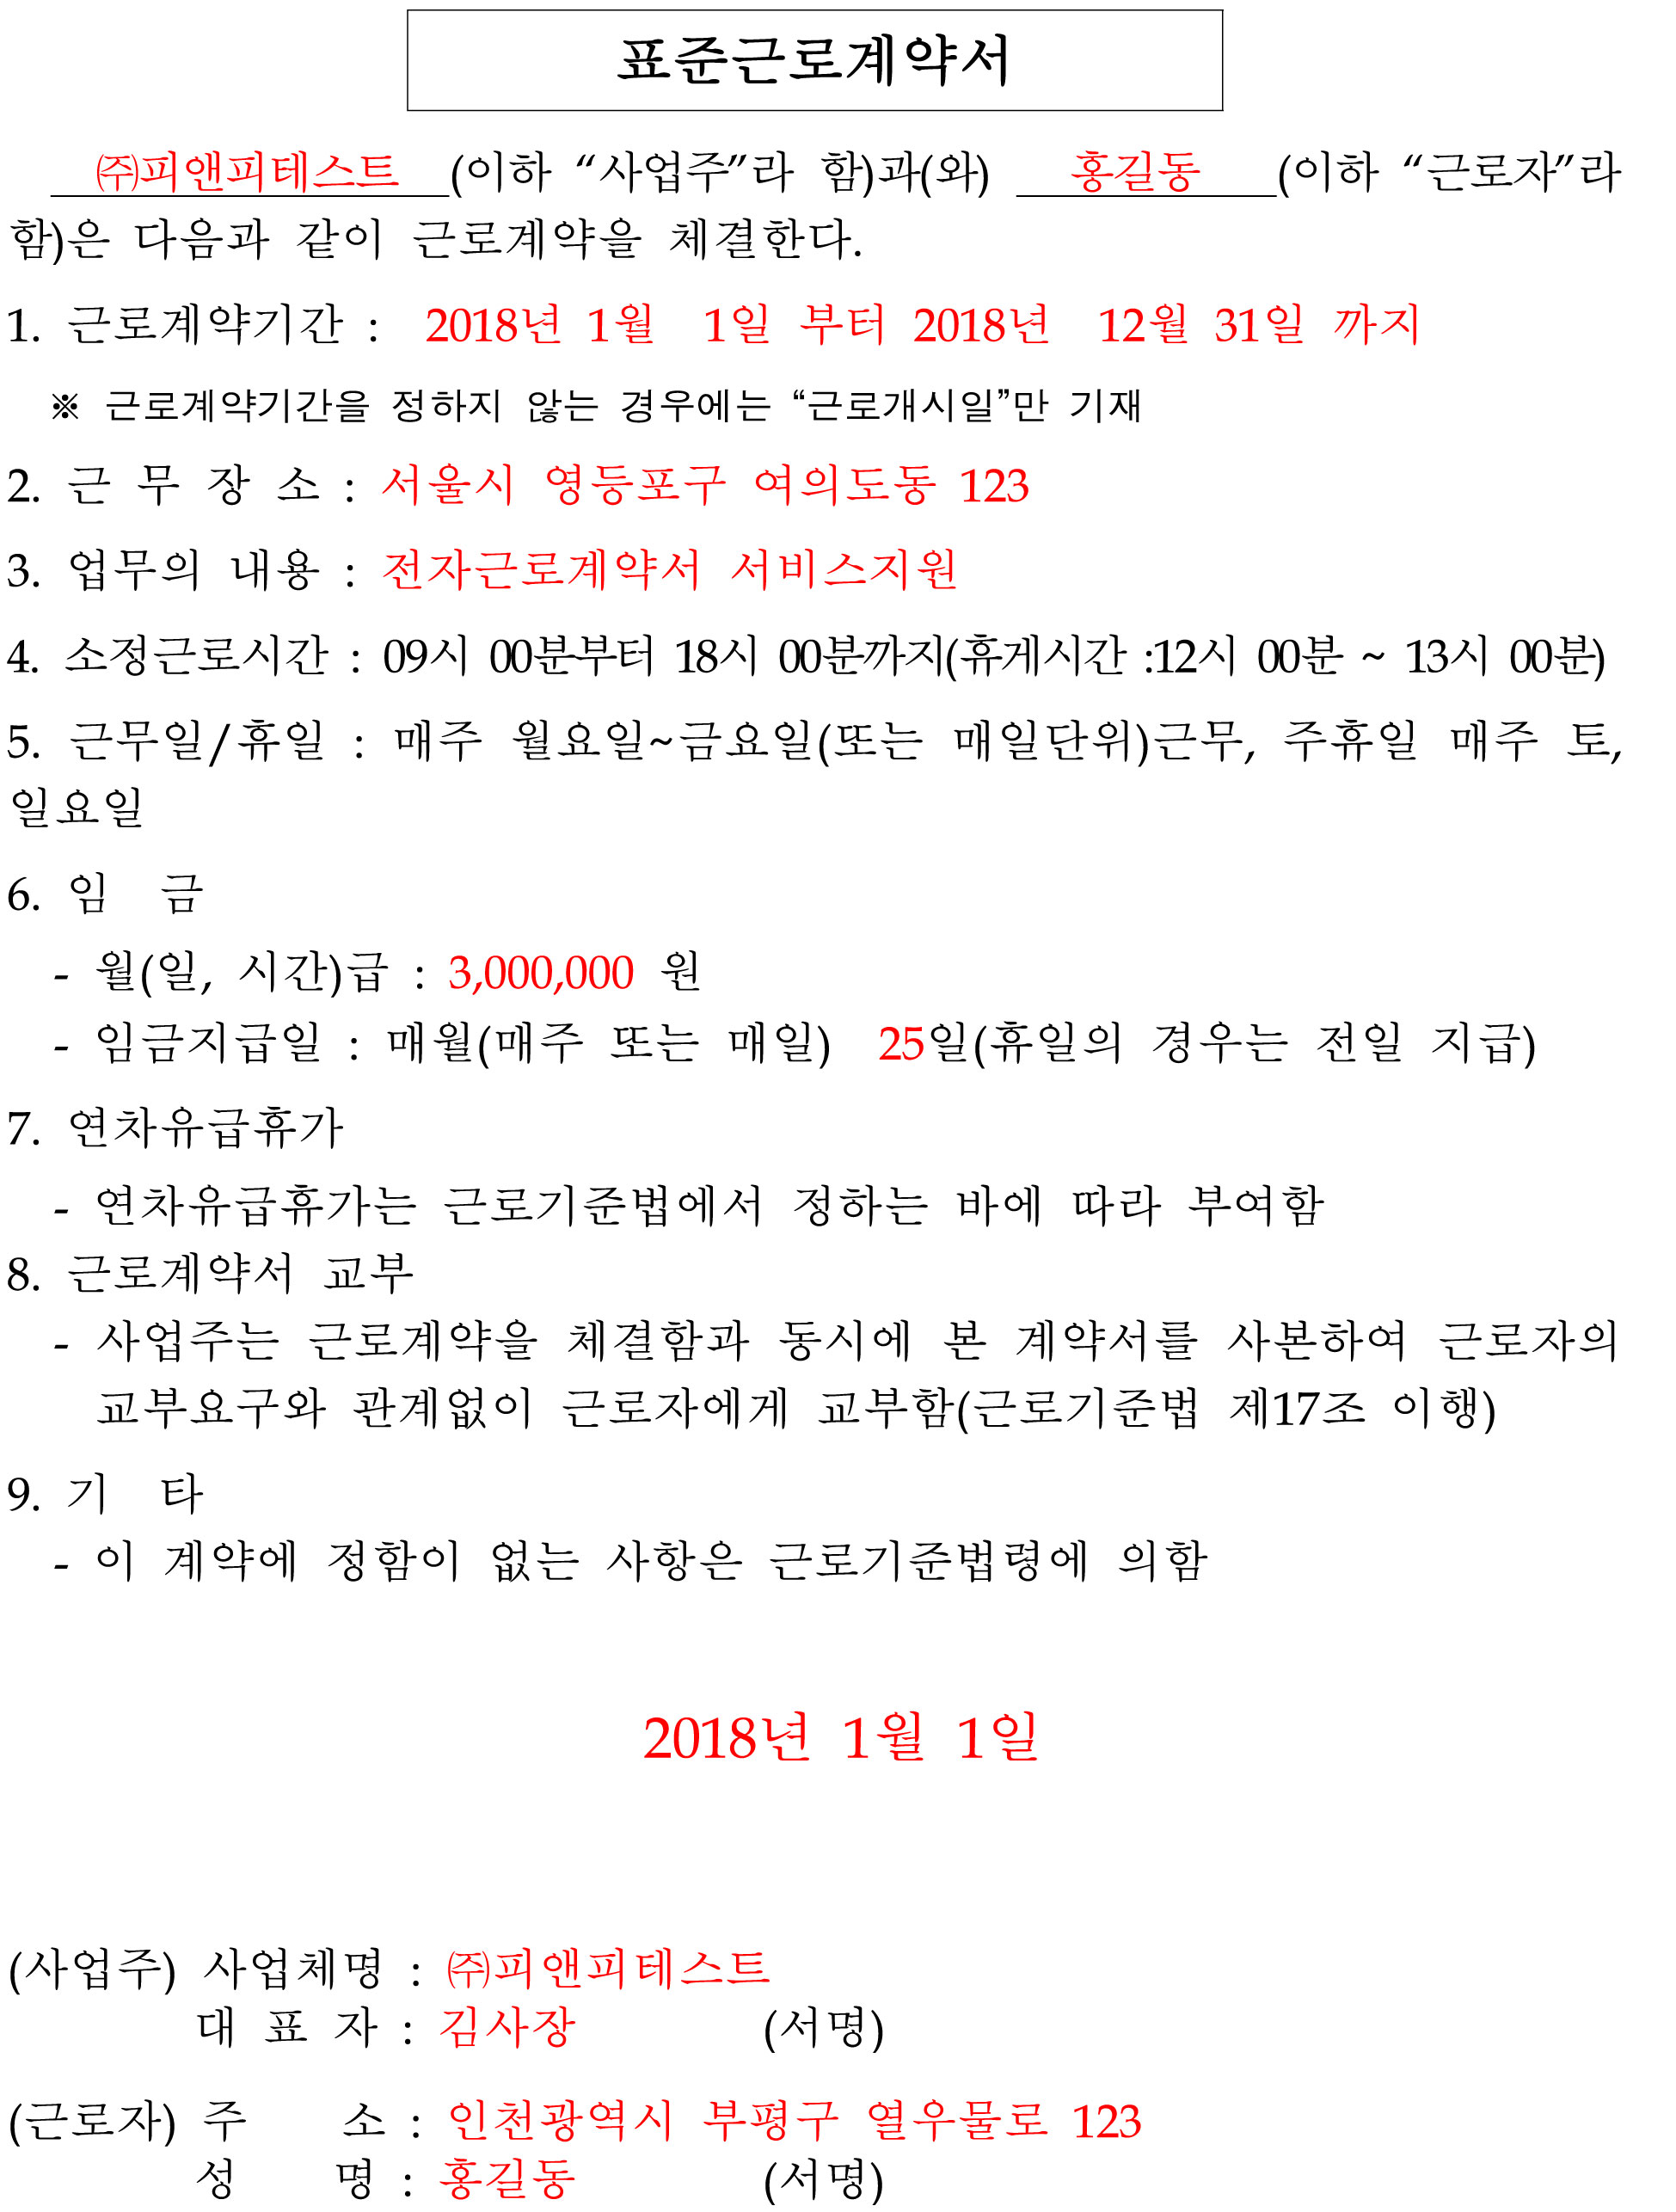 표준근로계약서
㈜피앤피테스트 (이하 “사업주”라 함)과(와) 홍길동 (이하 “근로자”라
함)은 다음과 같이 근로계약을 체결한다.
1. 근로계약기간 : 2018년 1월 1일 부터 2018년 12월 31일 까지
※ 근로계약기간을 정하지 않는 경우에는 “근로개시일”만 기재
2. 근 무 장 소 : 서울시 영등포구 여의도동 123
3. 업무의 내용 : 전자근로계약서 서비스지원
4. 소정근로시간 : 09시 00분부터 18시 00분까지(휴게시간 :12시 00분 ~ 13시 00분)
5. 근무일/휴일 : 매주 월요일~금요일(또는 매일단위)근무, 주휴일 매주 토,
일요일
6. 임 금
- 월(일, 시간)급 : 3,000,000 원
- 임금지급일 : 매월(매주 또는 매일) 25일(휴일의 경우는 전일 지급)
7. 연차유급휴가
- 연차유급휴가는 근로기준법에서 정하는 바에 따라 부여함
8. 근로계약서 교부
- 사업주는 근로계약을 체결함과 동시에 본 계약서를 사본하여 근로자의
교부요구와 관계없이 근로자에게 교부함(근로기준법 제17조 이행)
9. 기 타
- 이 계약에 정함이 없는 사항은 근로기준법령에 의함
2018년 1월 1일
(사업주) 사업체명 : ㈜피앤피테스트
대 표 자 : 김사장 (서명)
(근로자) 주 소 : 인천광역시 부평구 열우물로 123
성 명 : 홍길동 (서명)